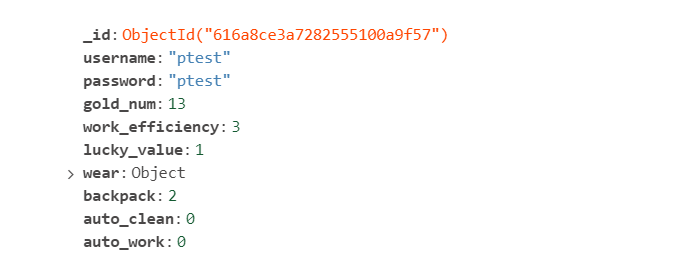 _id: ObjectId("616a8ce3a7282555100a9f57")
username: "ptest"
password: "ptest"
gold_num: 13
work_efficiency: 3
lucky_value: 1
> wear: Object
backpack: 2
auto_clean: 0
auto_work: 0